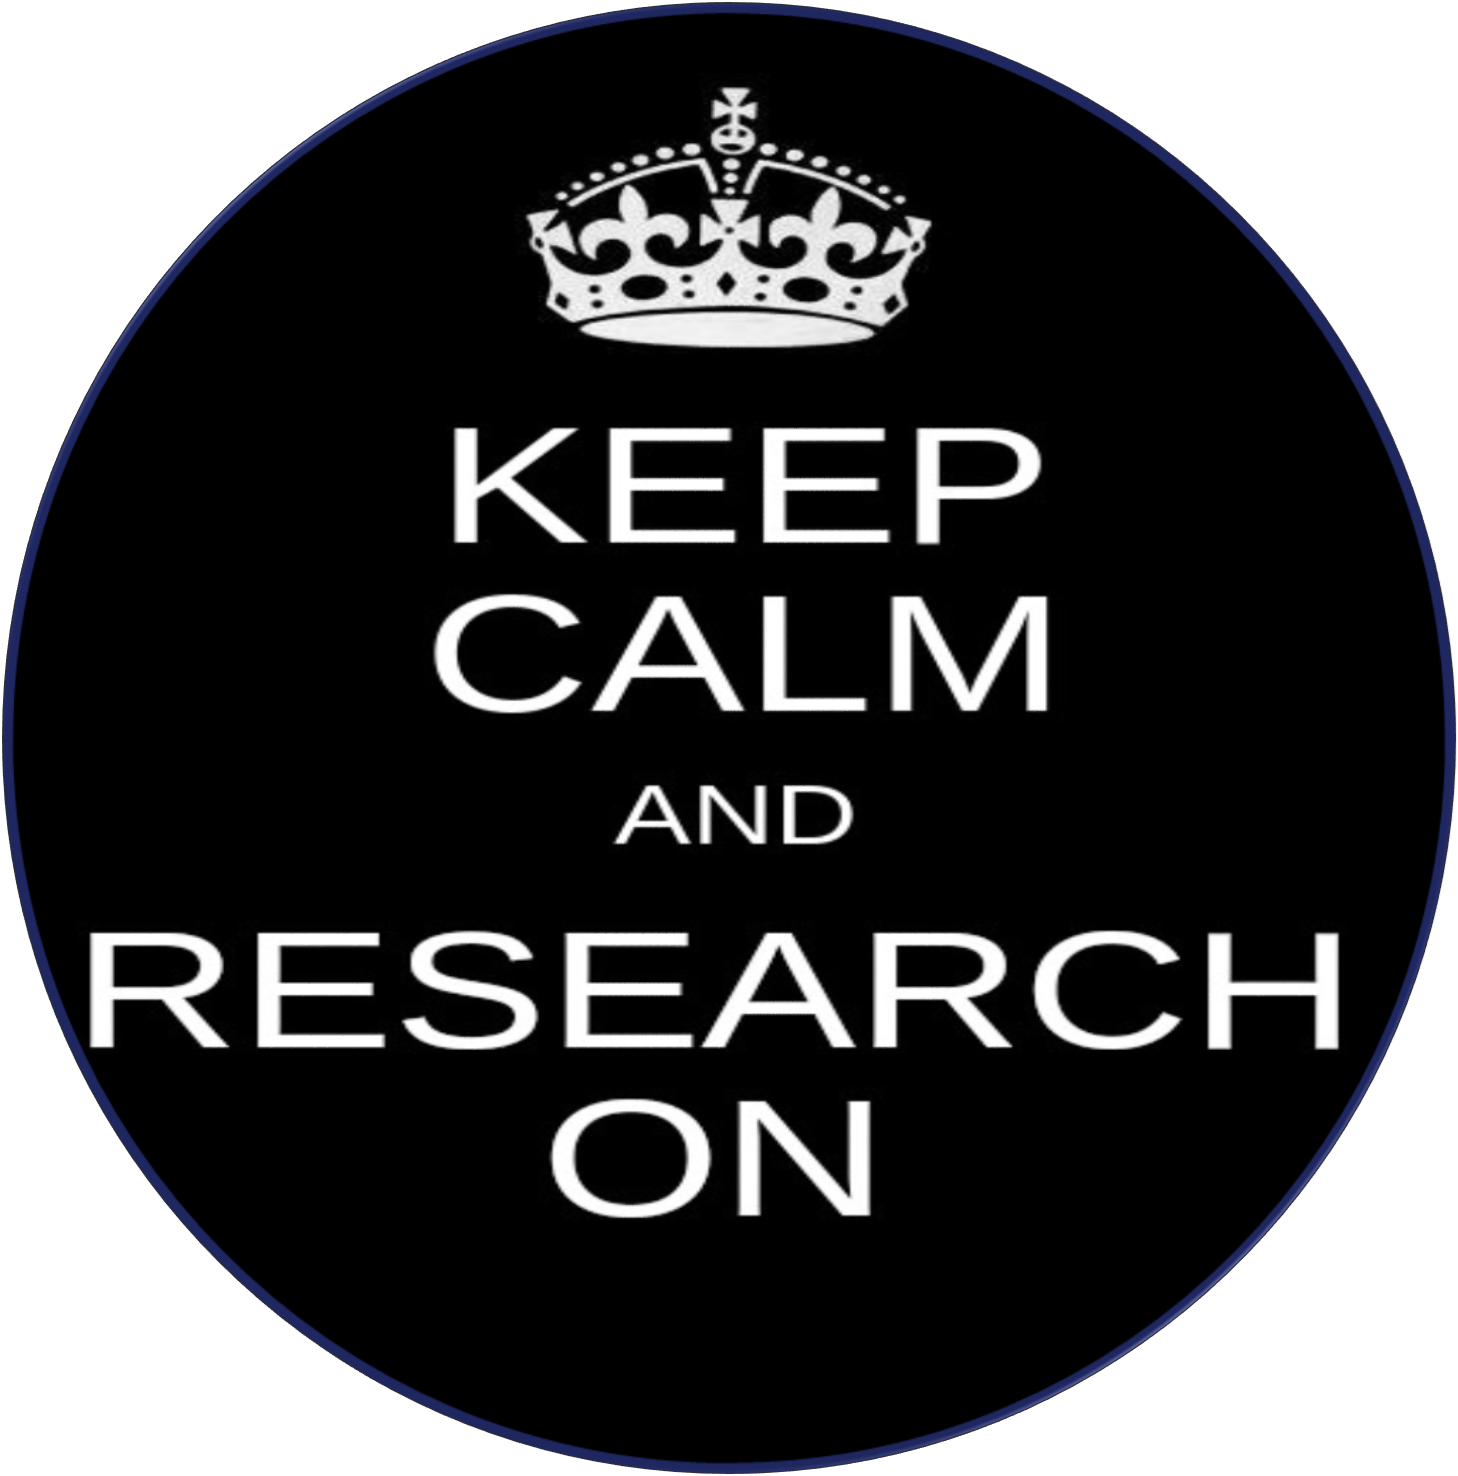 KEEP
CALM
AND
RESEARCH
ON